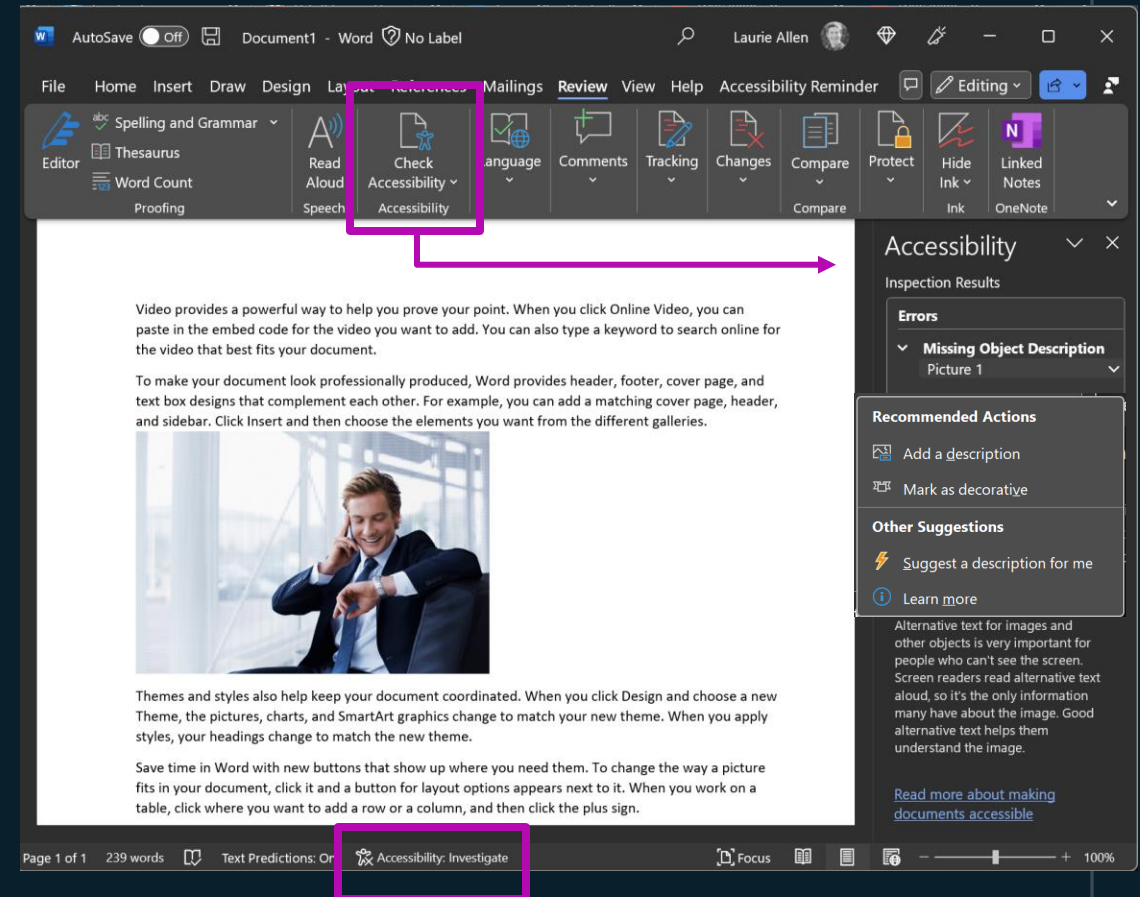 W AutoSave Off Document1 - Word No Label Laurie Allen
File Home Insert Draw Design Layout References Mailings Review View Help Accessibility Reminder Editing
Editor
abc Spelling and Grammar
Thesaurus
123 Word Count
Proofing
A
Read
Aloud
Speech
Check
Accessibility
Accessibility
Language
Comments
Tracking
Changes
Compare
Compare
Protect
Hide
Ink
Ink
N
Linked
Notes
OneNote
Video provides a powerful way to help you prove your point. When you click Online Video, you can
paste in the embed code for the video you want to add. You can also type a keyword to search online for
the video that best fits your document.
To make your document look professionally produced, Word provides header, footer, cover page, and
text box designs that complement each other. For example, you can add a matching cover page, header,
and sidebar. Click Insert and then choose the elements you want from the different galleries.
Themes and styles also help keep your document coordinated. When you click Design and choose a new
Theme, the pictures, charts, and SmartArt graphics change to match your new theme. When you apply
styles, your headings change to match the new theme.
Save time in Word with new buttons that show up where you need them. To change the way a picture
fits in your document, click it and a button for layout options appears next to it. When you work on a
table, click where you want to add a row or a column, and then click the plus sign.
Accessibility
Inspection Results
Errors
Missing Object Description
Picture 1
Recommended Actions
Add a description
Mark as decorative
Other Suggestions
Suggest a description for me
Learn more
Alternative text for images and
other objects is very important for
people who can't see the screen.
Screen readers read alternative text
aloud, so it's the only information
many have about the image. Good
alternative text helps them
understand the image.
Read more about making
documents accessible
Page 1 of 1 239 words Text Predictions: On Accessibility: Investigate Focus 100%